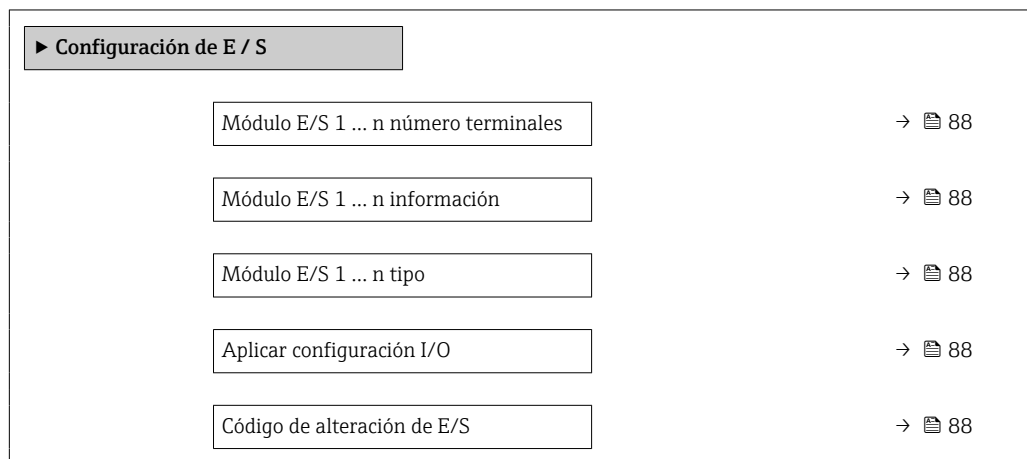 ▶ Configuración de E / S
Módulo E/S 1 … n número terminales → 88
Módulo E/S 1 … n información → 88
Módulo E/S 1 … n tipo → 88
Aplicar configuración I/O → 88
Código de alteración de E/S → 88